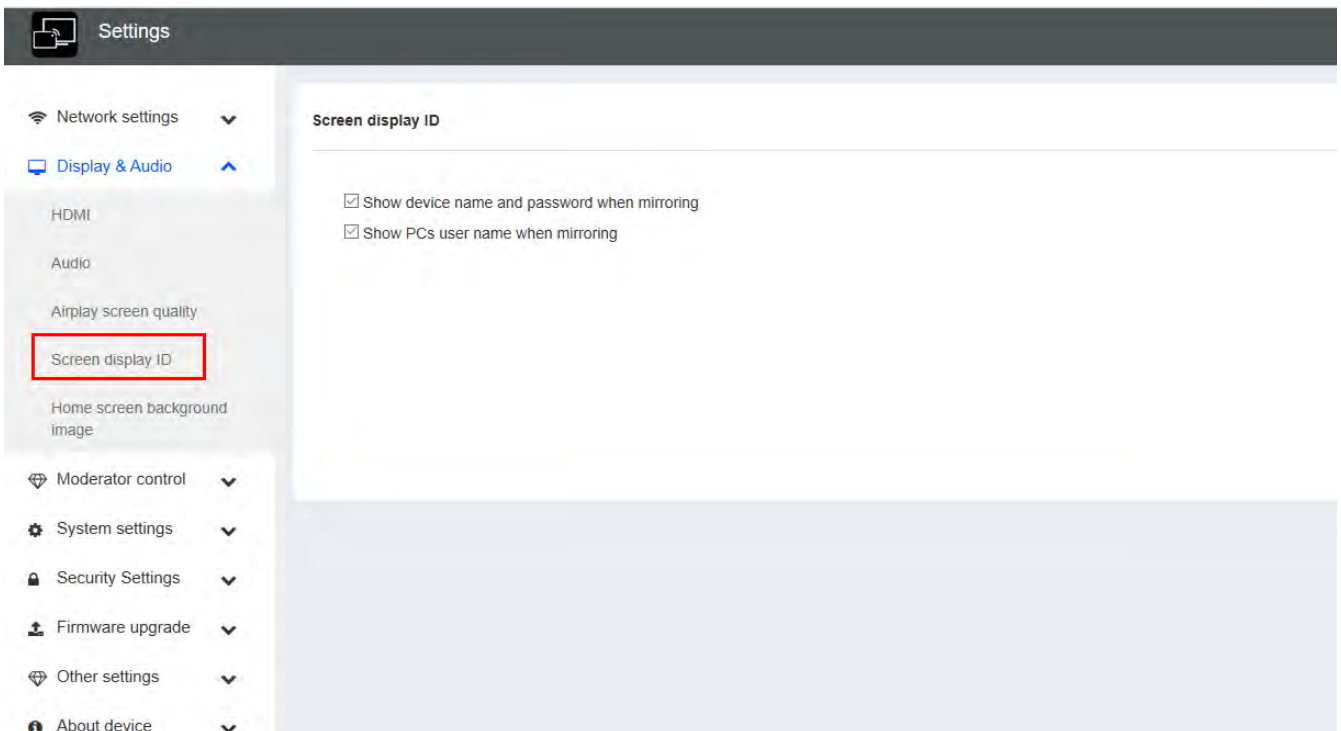 Settings
Network settings
Display & Audio
HDMI
Audio
Airplay screen quality
Screen display ID
Home screen background
image
Moderator control
System settings
Security Settings
Firmware upgrade
Other settings
About device
Screen display ID
Show device name and password when mirroring
Show PCs user name when mirroring